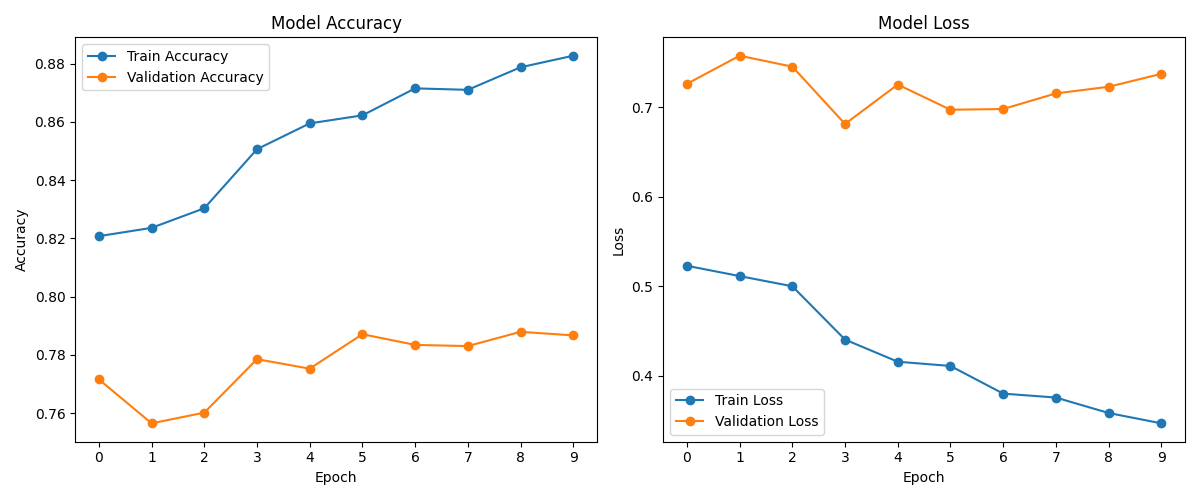 Model Accuracy
Train Accuracy
Validation Accuracy
0.88
0.86
0.84
0.82
0.80
0.78
0.76
Accuracy
0 1 2 3 4 5 6 7 8 9
Epoch
Model Loss
0.7
0.6
0.5
0.4
Loss
Train Loss
Validation Loss
0 1 2 3 4 5 6 7 8 9
Epoch